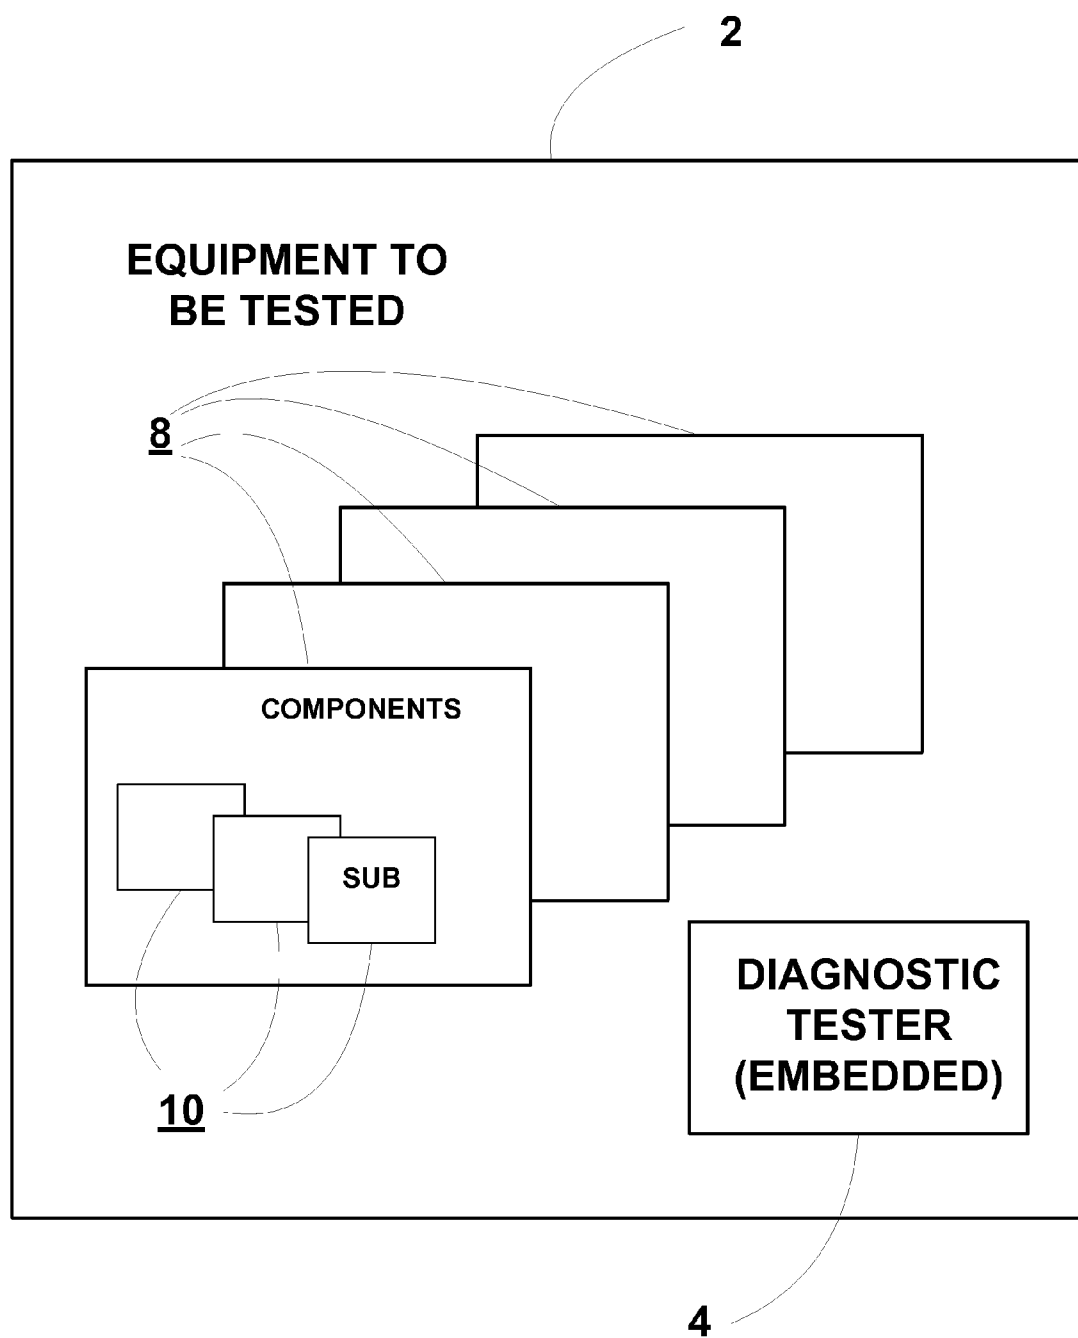 2
EQUIPMENT TO
BE TESTED
8
COMPONENTS
SUB
DIAGNOSTIC
TESTER
(EMBEDDED)
10
4